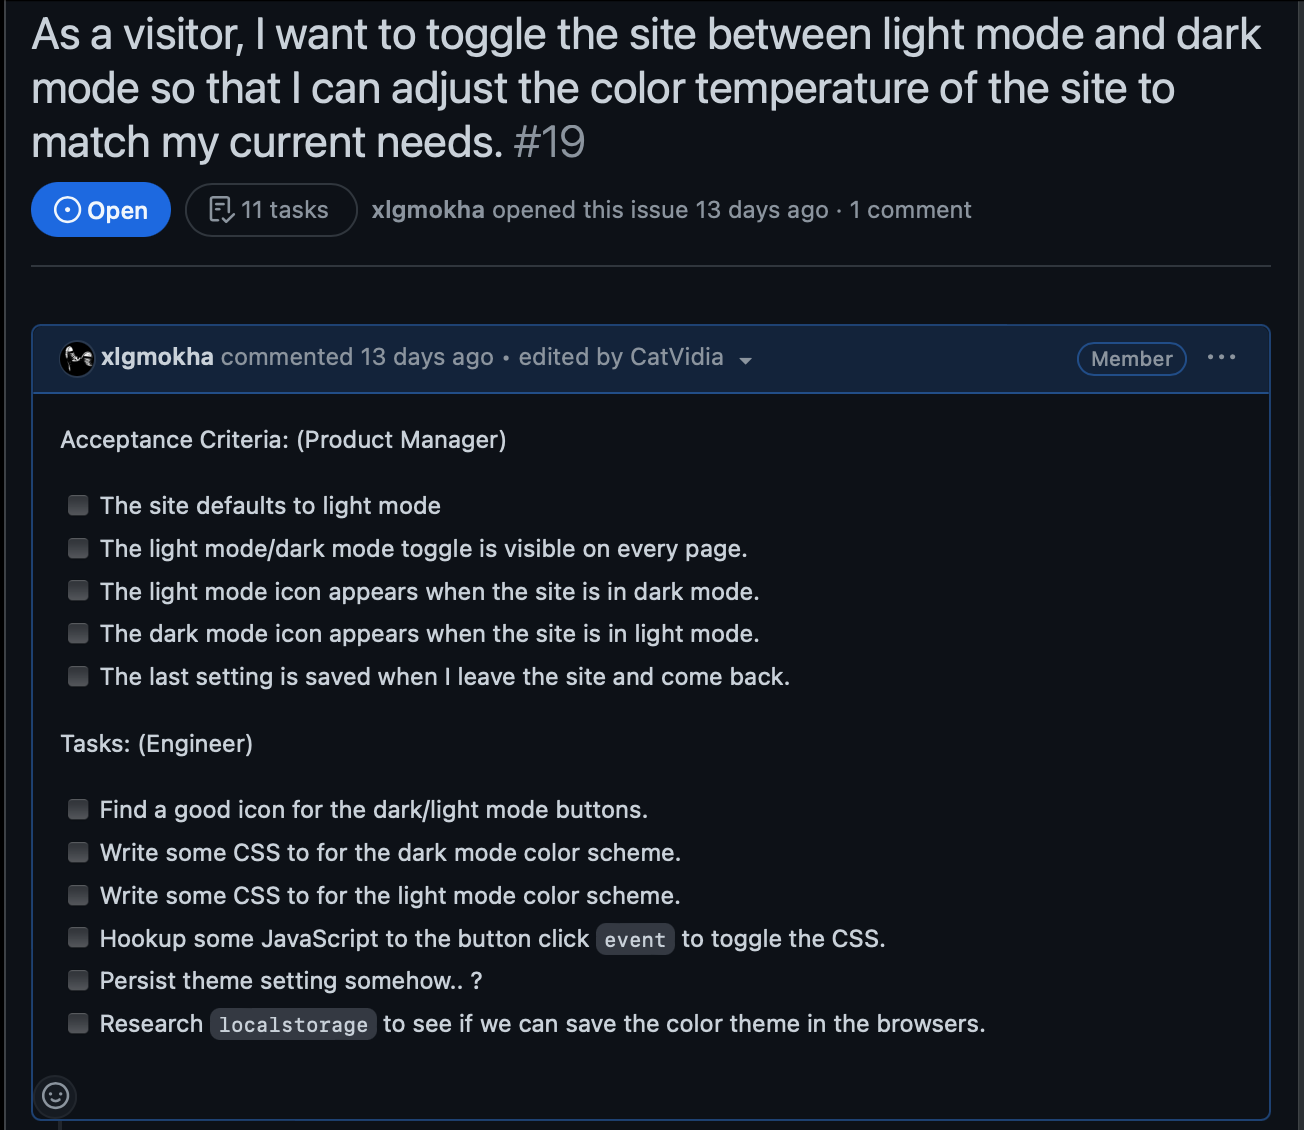 As a visitor, I want to toggle the site between light mode and dark
mode so that I can adjust the color temperature of the site to
match my current needs. #19
Open 11 tasks xlgmokha opened this issue 13 days ago · 1 comment
xlgmokha commented 13 days ago • edited by CatVidia Member
Acceptance Criteria: (Product Manager)
The site defaults to light mode
The light mode/dark mode toggle is visible on every page.
The light mode icon appears when the site is in dark mode.
The dark mode icon appears when the site is in light mode.
The last setting is saved when I leave the site and come back.
Tasks: (Engineer)
Find a good icon for the dark/light mode buttons.
Write some CSS to for the dark mode color scheme.
Write some CSS to for the light mode color scheme.
Hookup some JavaScript to the button click event to toggle the CSS.
Persist theme setting somehow.. ?
Research localstorage to see if we can save the color theme in the browsers.